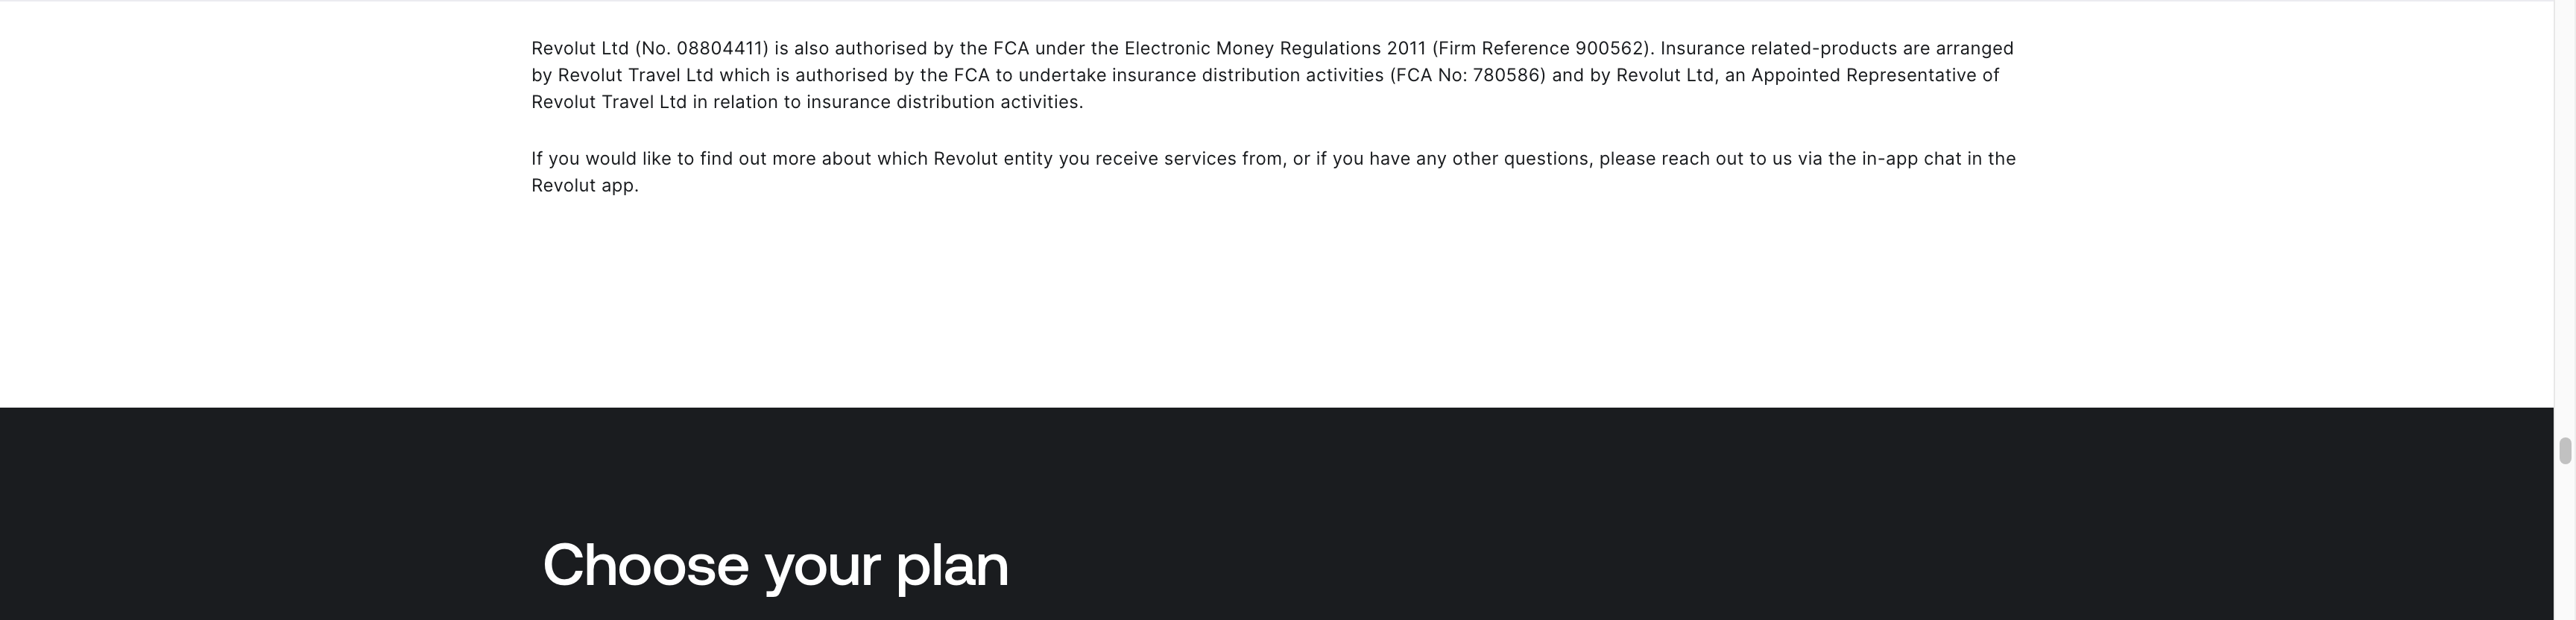 Revolut Ltd (No. 08804411) is also authorised by the FCA under the Electronic Money Regulations 2011 (Firm Reference 900562). Insurance related-products are arranged
by Revolut Travel Ltd which is authorised by the FCA to undertake insurance distribution activities (FCA No: 780586) and by Revolut Ltd, an Appointed Representative of
Revolut Travel Ltd in relation to insurance distribution activities.
If you would like to find out more about which Revolut entity you receive services from, or if you have any other questions, please reach out to us via the in-app chat in the
Revolut app.
Choose your plan